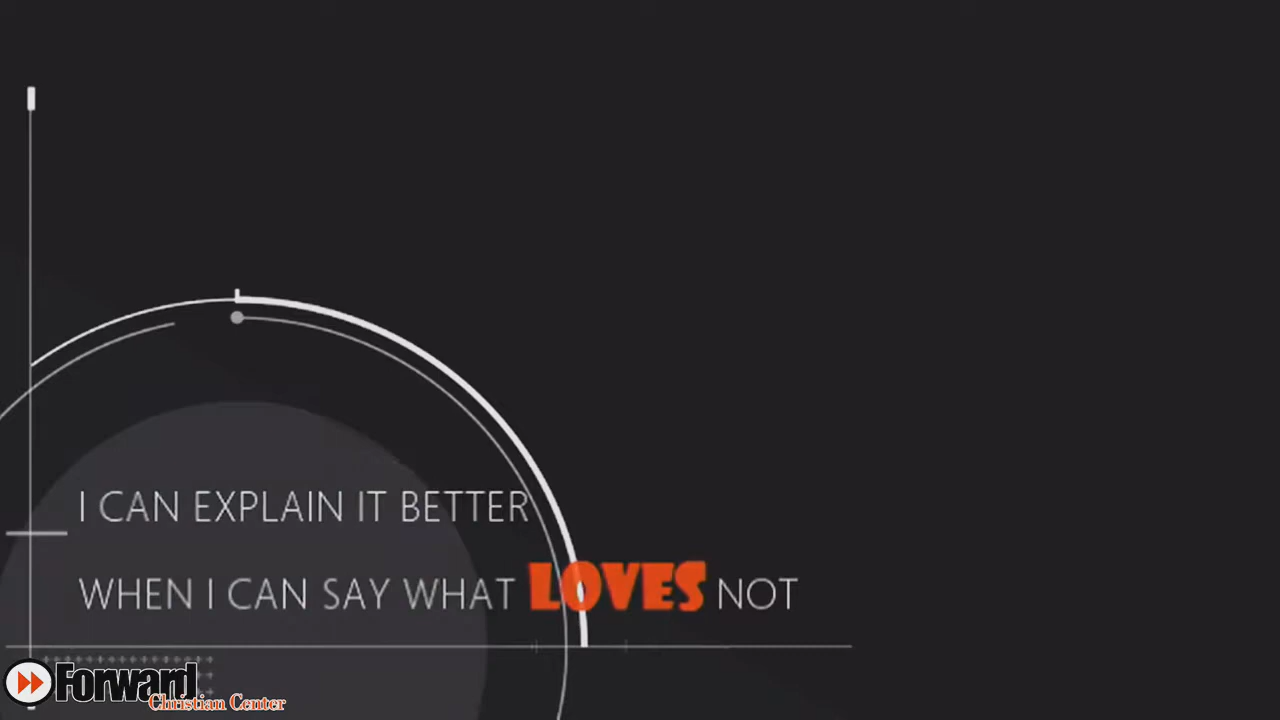 I CAN EXPLAIN IT BETTER
WHEN I CAN SAY WHAT LOVES NOT
Forward
Christian Center